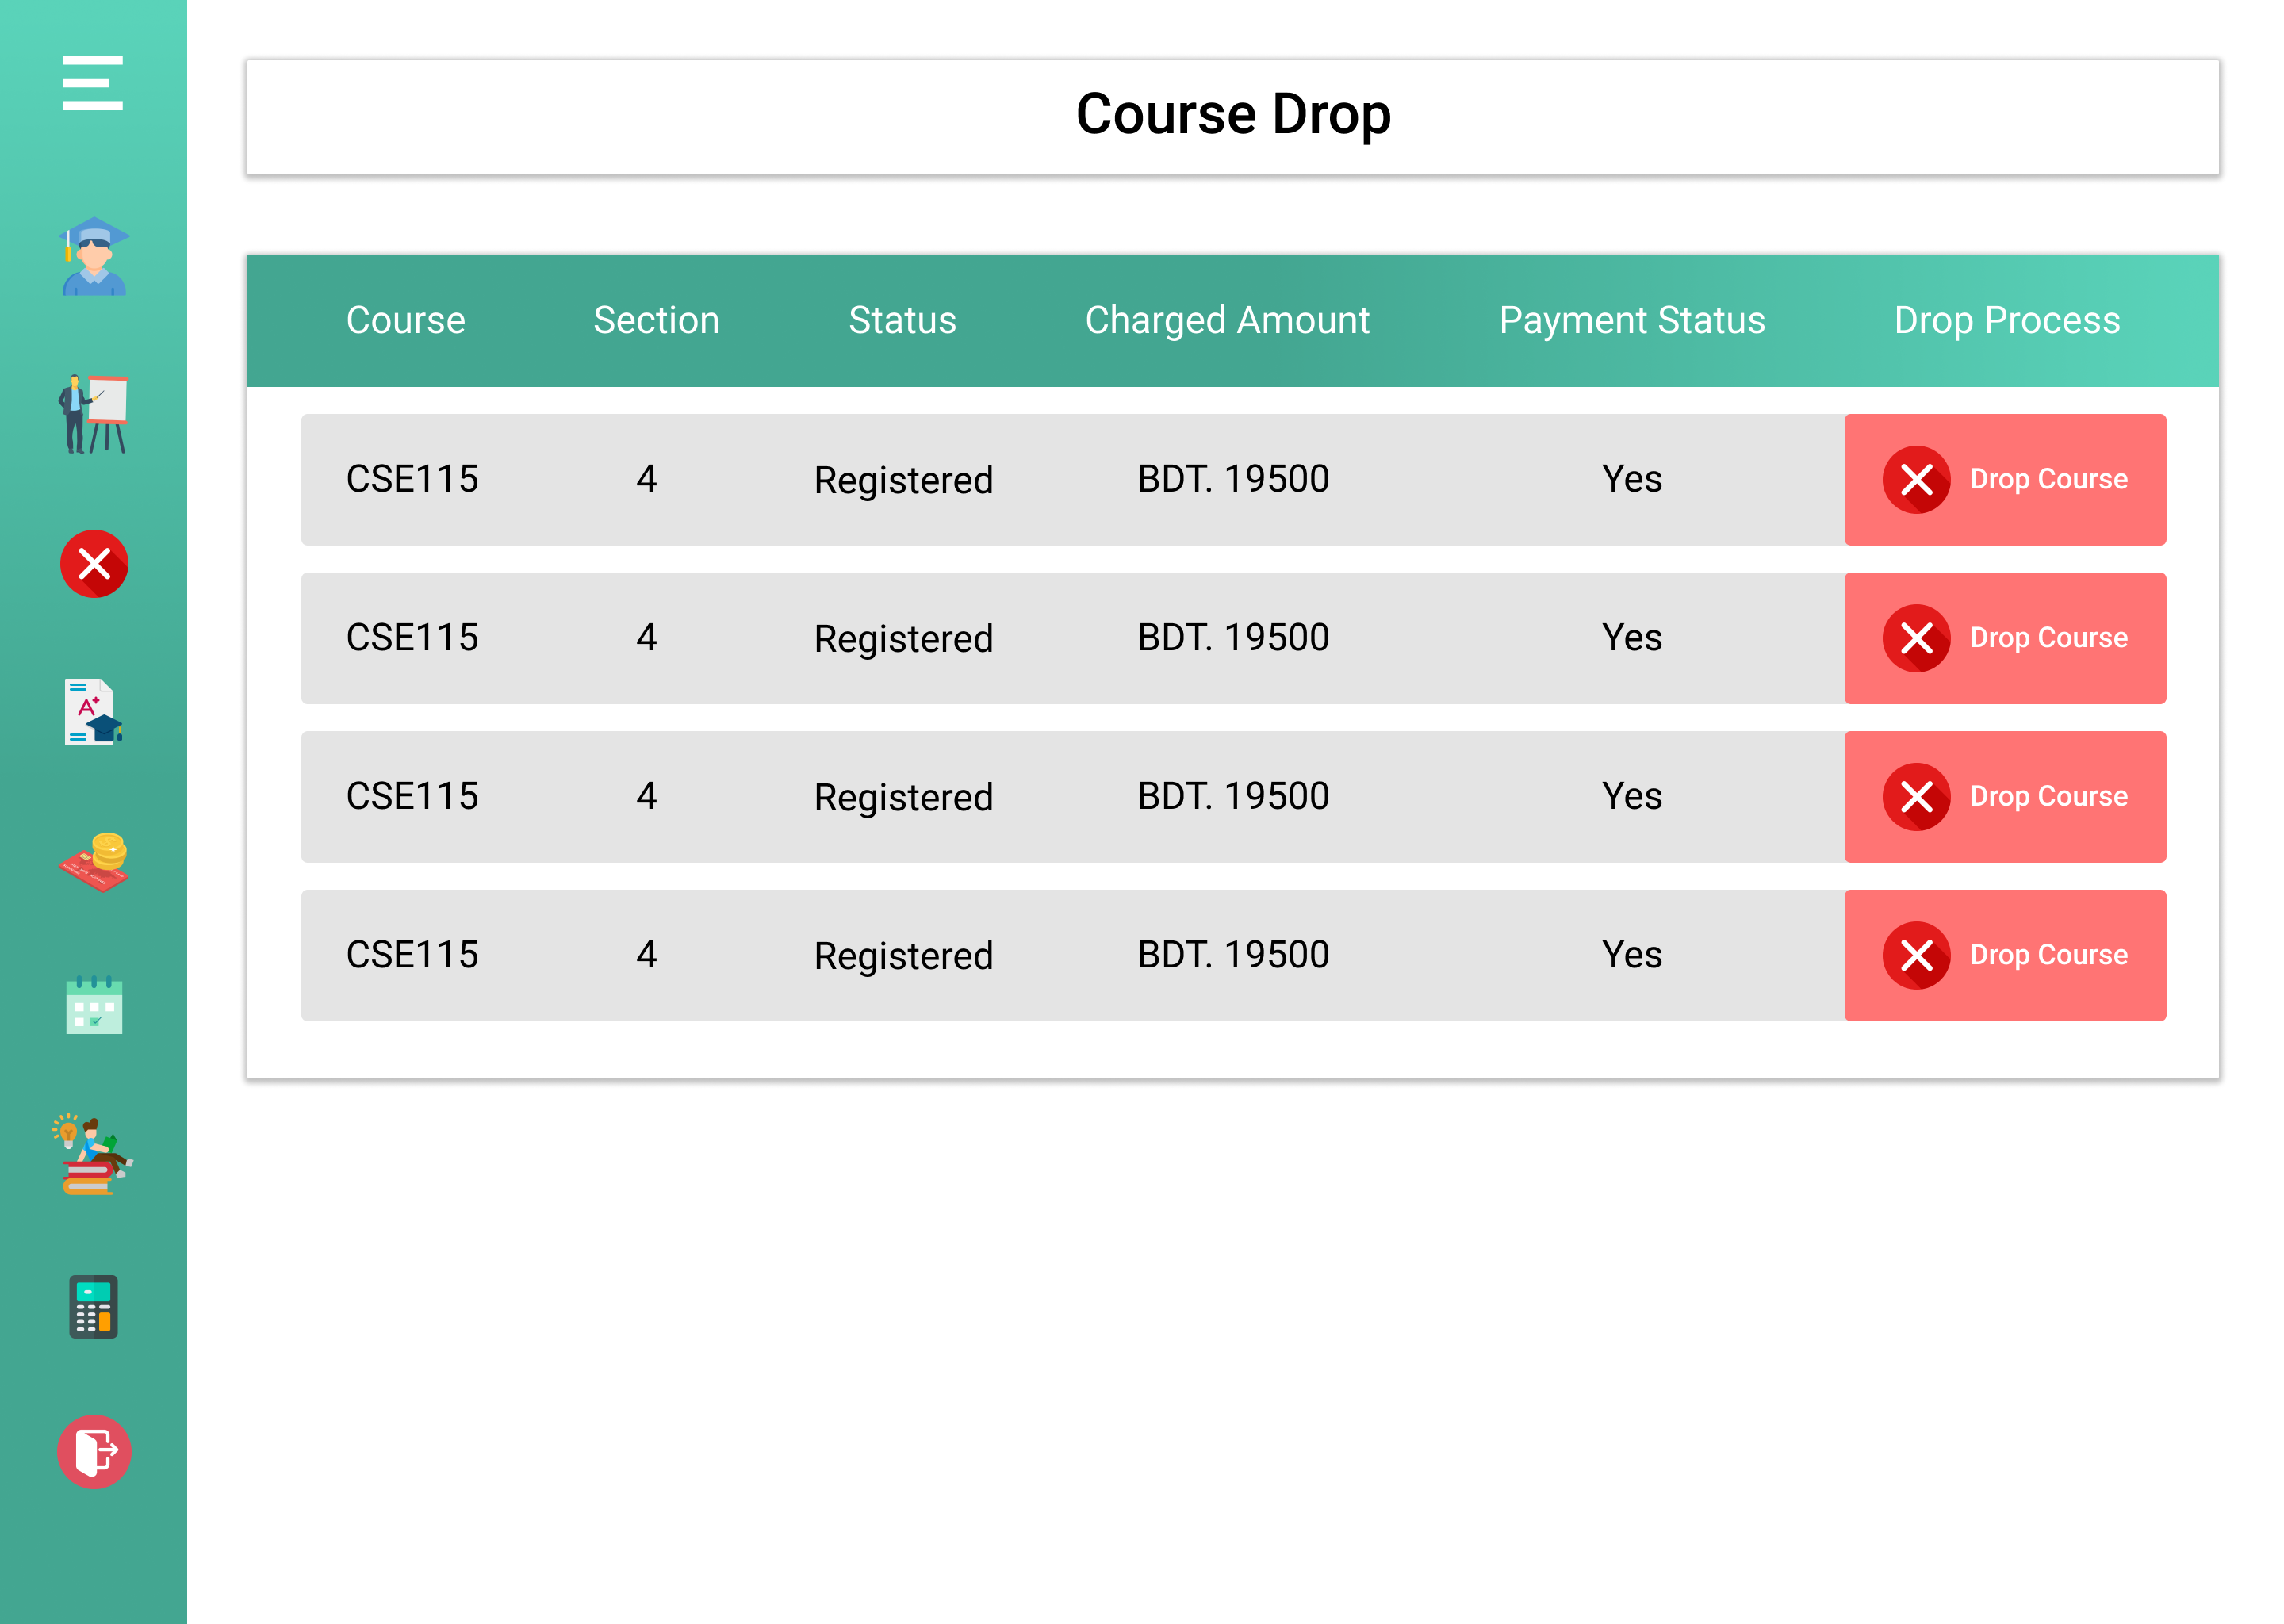 Course Drop
Course Section Status Charged Amount Payment Status Drop Process
CSE115 4 Registered BDT. 19500 Yes Drop Course
CSE115 4 Registered BDT. 19500 Yes Drop Course
CSE115 4 Registered BDT. 19500 Yes Drop Course
CSE115 4 Registered BDT. 19500 Yes Drop Course
A+